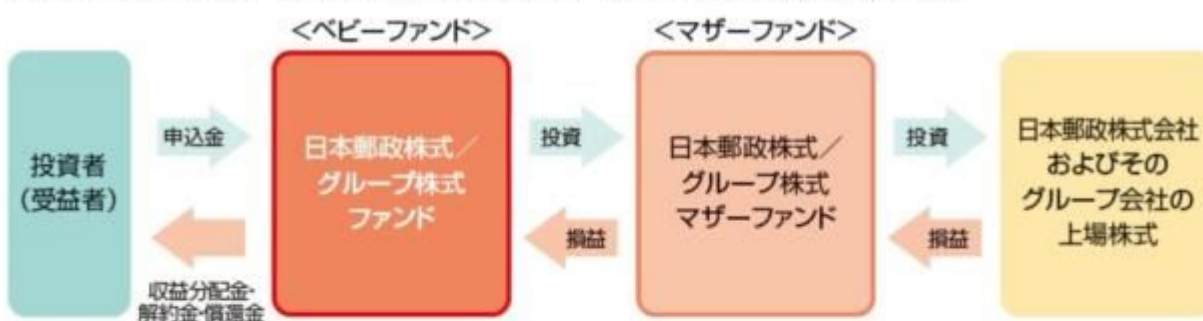 <ベビーファンド>
<マザーファンド>
投資者
(受益者)
申込金
収益分配金・
解約金・償還金
日本郵政株式／
グループ株式
ファンド
投資
損益
日本郵政株式／
グループ株式
マザーファンド
投資
損益
日本郵政株式会社
およびその
グループ会社の
上場株式